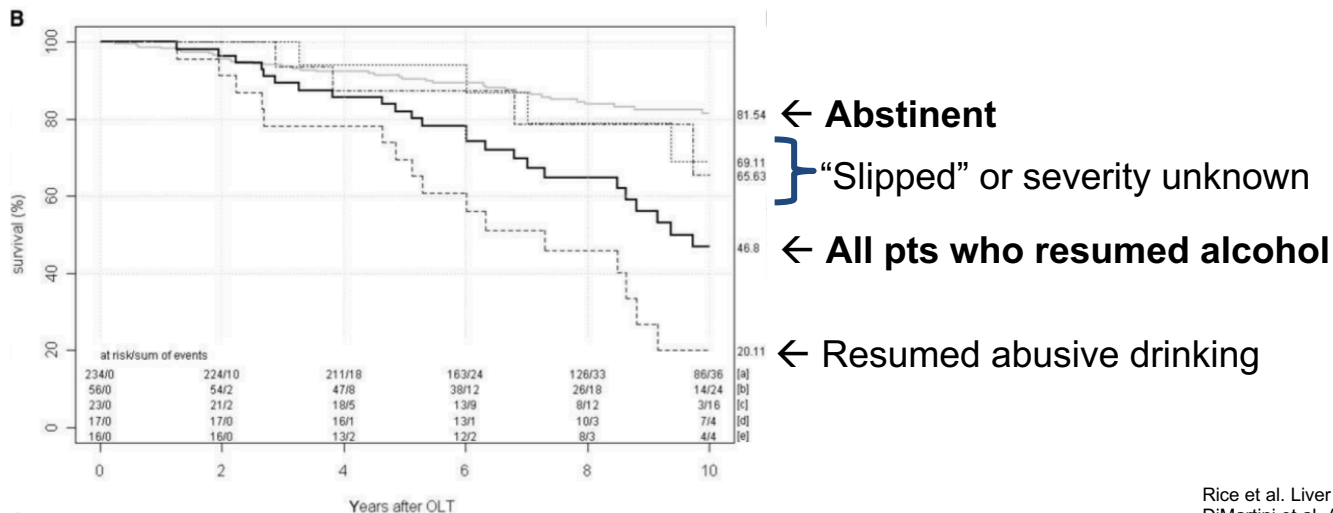 B
100
80
60
40
20
0
survival (%)
81.54
69.11
65.63
46.8
20.11
← Abstinent
“Slipped” or severity unknown
← All pts who resumed alcohol
← Resumed abusive drinking
at risk/sum of events
234/0 224/10 211/18 163/24 126/33 86/36 [a]
56/0 54/2 47/8 38/12 26/18 14/24 [b]
23/0 21/2 18/5 13/9 8/12 3/16 [c]
17/0 17/0 16/1 13/1 10/3 7/4 [d]
16/0 16/0 13/2 12/2 8/3 4/4 [e]
0 2 4 6 8 10
Years after OLT
Rice et al. Liver